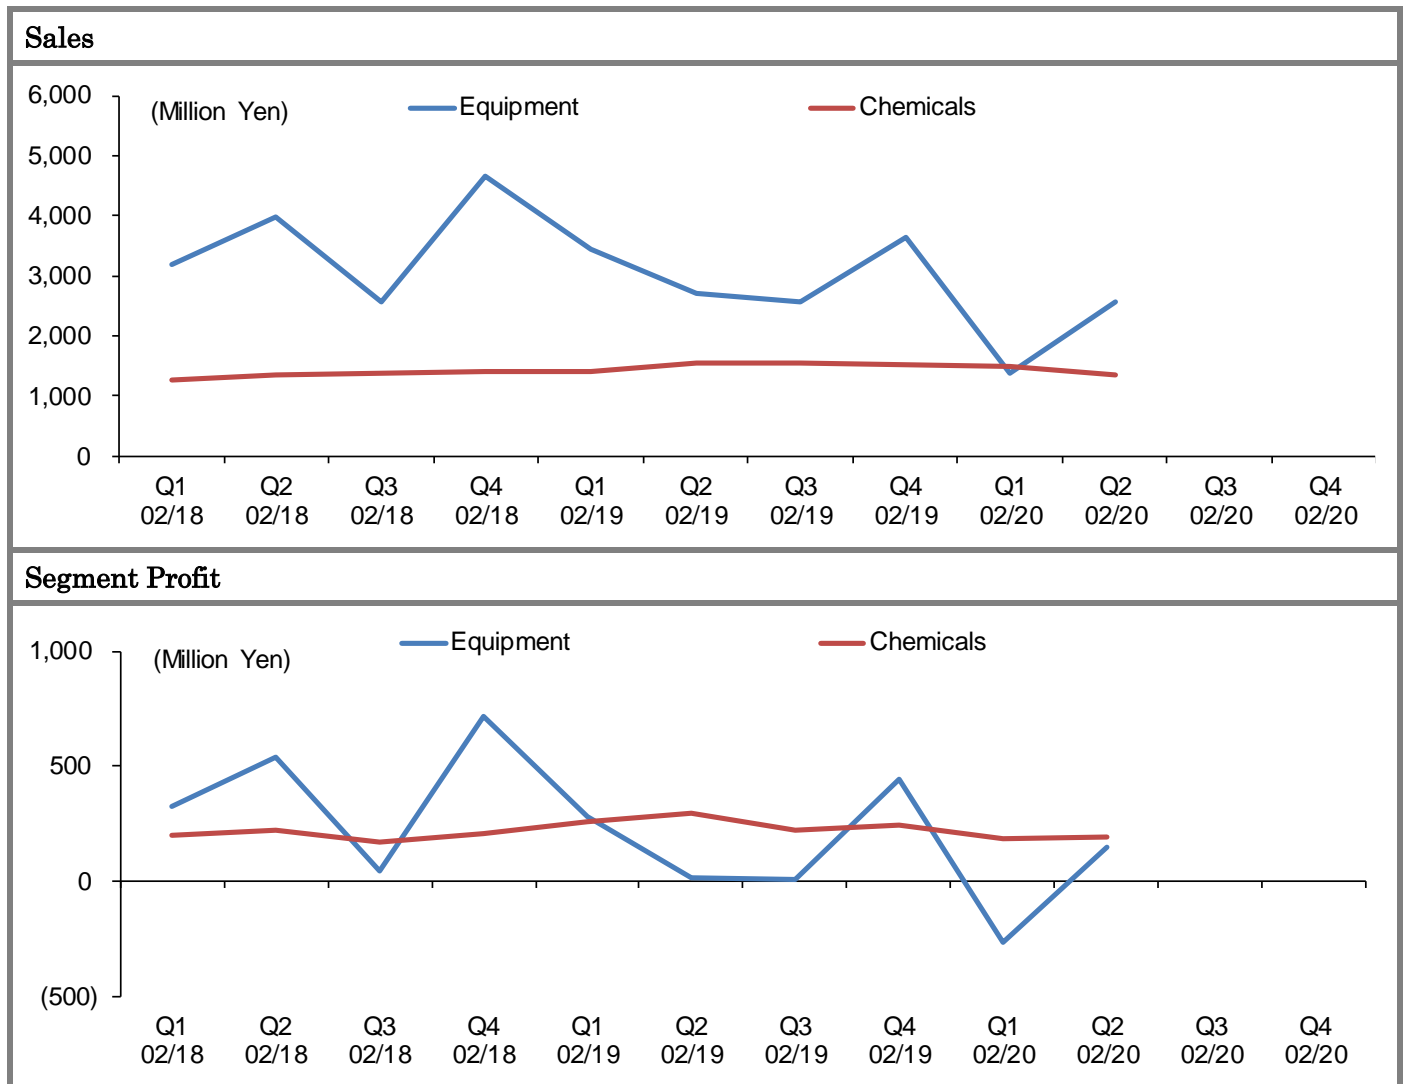 Sales
(Million Yen) Equipment Chemicals
6,000
5,000
4,000
3,000
2,000
1,000
0
Q1 Q2 Q3 Q4 Q1 Q2 Q3 Q4 Q1 Q2 Q3 Q4
02/18 02/18 02/18 02/18 02/19 02/19 02/19 02/19 02/20 02/20 02/20 02/20
Segment Profit
(Million Yen) Equipment Chemicals
1,000
500
0
(500)
Q1 Q2 Q3 Q4 Q1 Q2 Q3 Q4 Q1 Q2 Q3 Q4
02/18 02/18 02/18 02/18 02/19 02/19 02/19 02/19 02/20 02/20 02/20 02/20